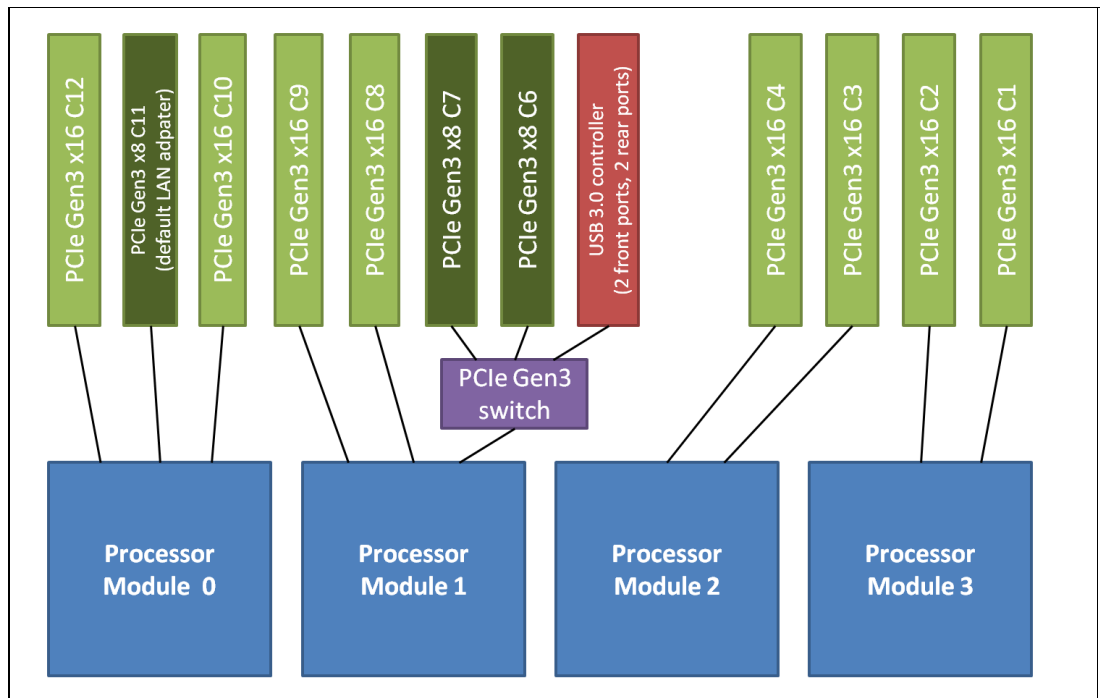 PCIe Gen3 x16 C12
PCIe Gen3 x8 C11
(default LAN adpater)
PCIe Gen3 x16 C10
PCIe Gen3 x16 C9
PCIe Gen3 x16 C8
PCIe Gen3 x8 C7
PCIe Gen3 x8 C6
USB 3.0 controller
(2 front ports, 2 rear ports)
PCIe Gen3 x16 C4
PCIe Gen3 x16 C3
PCIe Gen3 x16 C2
PCIe Gen3 x16 C1
PCIe Gen3
switch
Processor
Module 0
Processor
Module 1
Processor
Module 2
Processor
Module 3